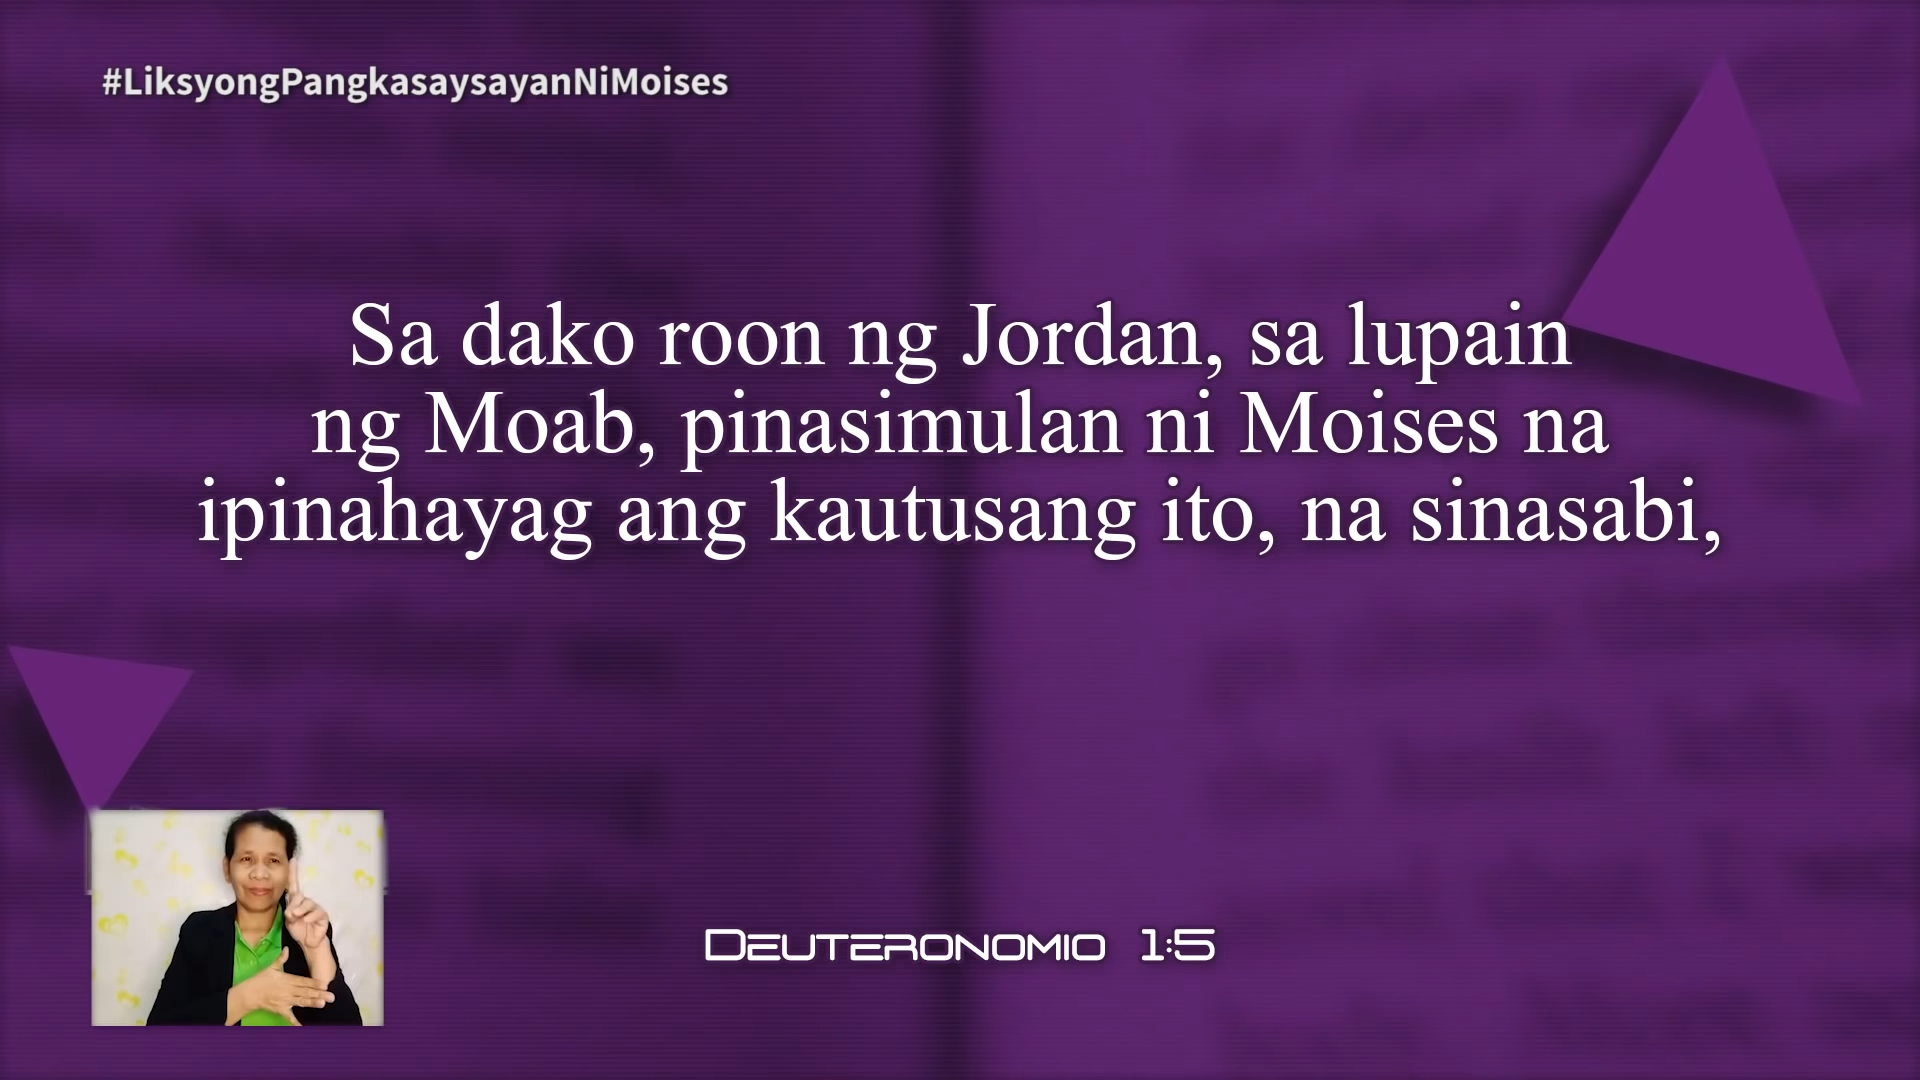 #LiksyongPangkasaysayanNiMoises
Sa dako roon ng Jordan, sa lupain
ng Moab, pinasimulan ni Moises na
ipinahayag ang kautusang ito, na sinasabi,
Deuteronomio 1:5